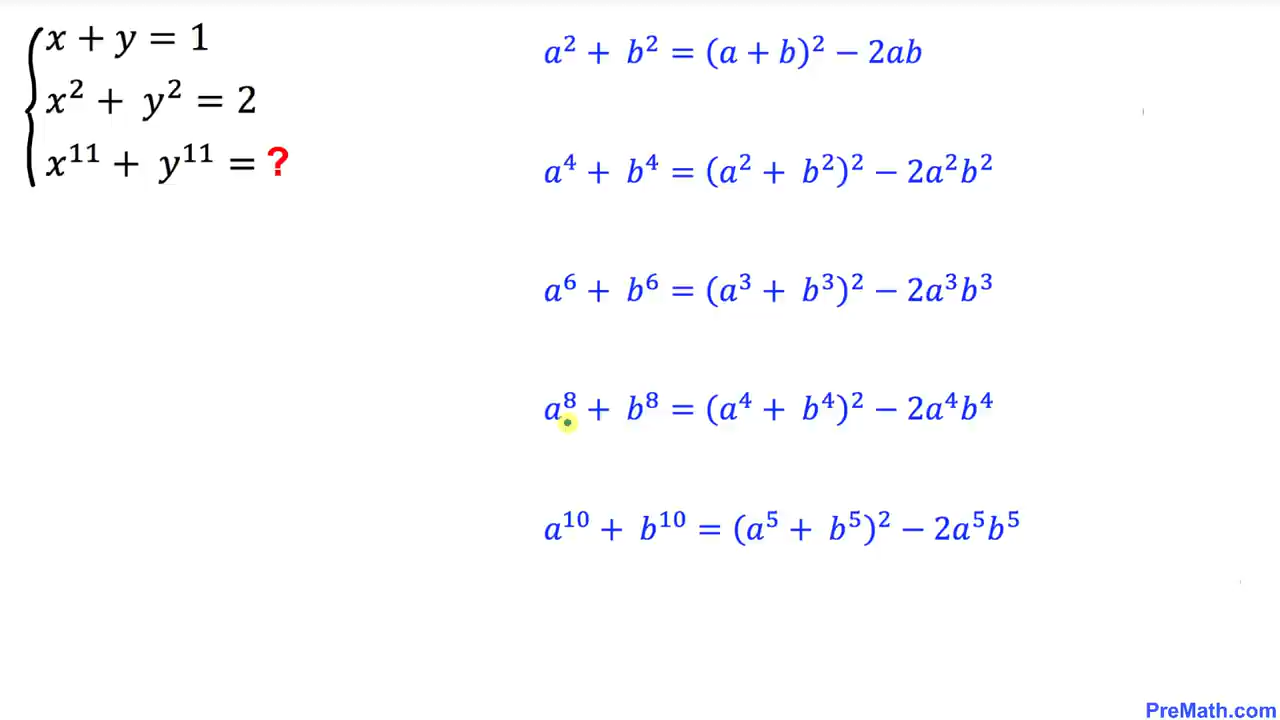 x + y = 1
x² + y² = 2
x¹¹ + y¹¹ = ?
a² + b² = (a + b)² − 2ab
a⁴ + b⁴ = (a² + b²)² − 2a²b²
a⁶ + b⁶ = (a³ + b³)² − 2a³b³
a⁸ + b⁸ = (a⁴ + b⁴)² − 2a⁴b⁴
a¹⁰ + b¹⁰ = (a⁵ + b⁵)² − 2a⁵b⁵
PreMath.com